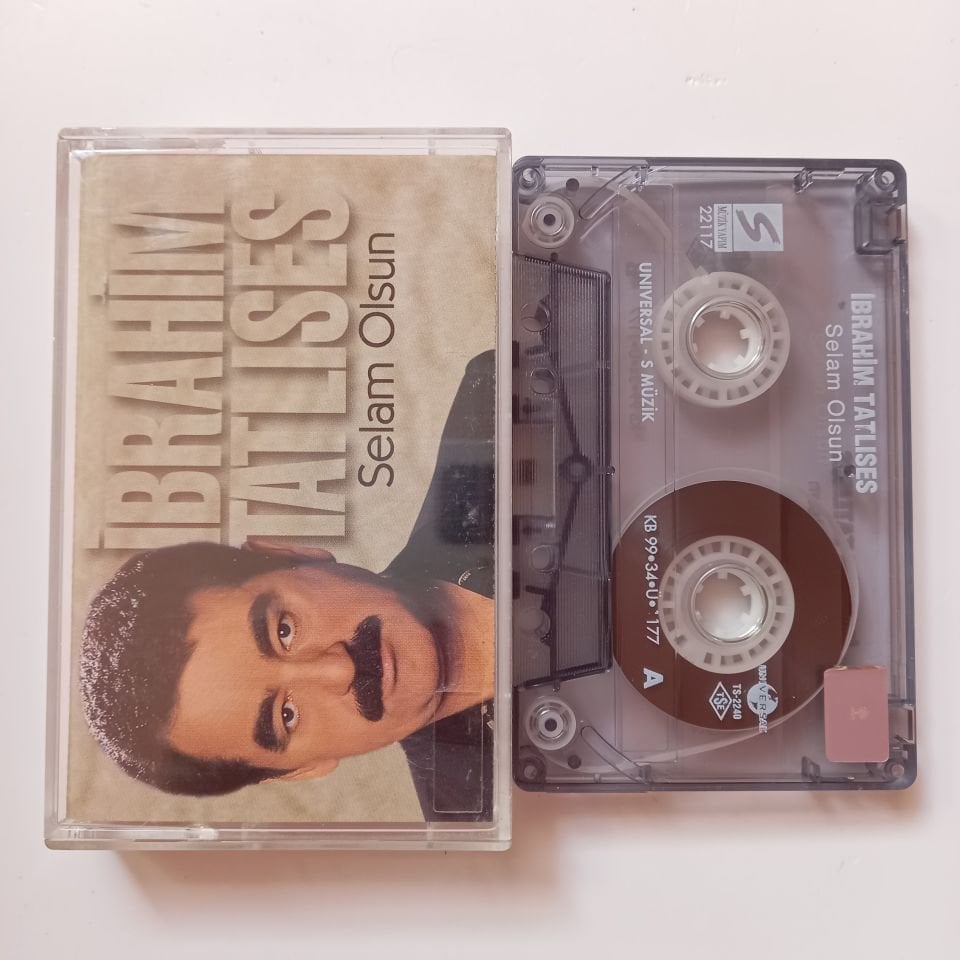 İBRAHİM
TATLISES
Selam Olsun
İBRAHİM TATLISES
Selam Olsun
S
MÜZİK YAPIM
22117
UNIVERSAL - S MÜZİK
KB 99•34•Ü• 177
A
UNIVERSAL
TS-2240
TSE